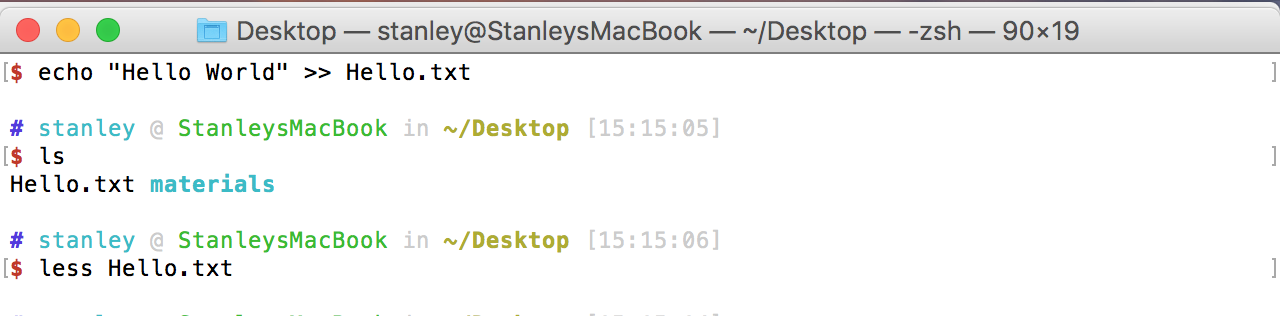 Desktop — stanley@StanleysMacBook — ~/Desktop — -zsh — 90×19
[$ echo "Hello World" >> Hello.txt ]
# stanley @ StanleysMacBook in ~/Desktop [15:15:05]
[$ ls ]
Hello.txt materials
# stanley @ StanleysMacBook in ~/Desktop [15:15:06]
[$ less Hello.txt ]